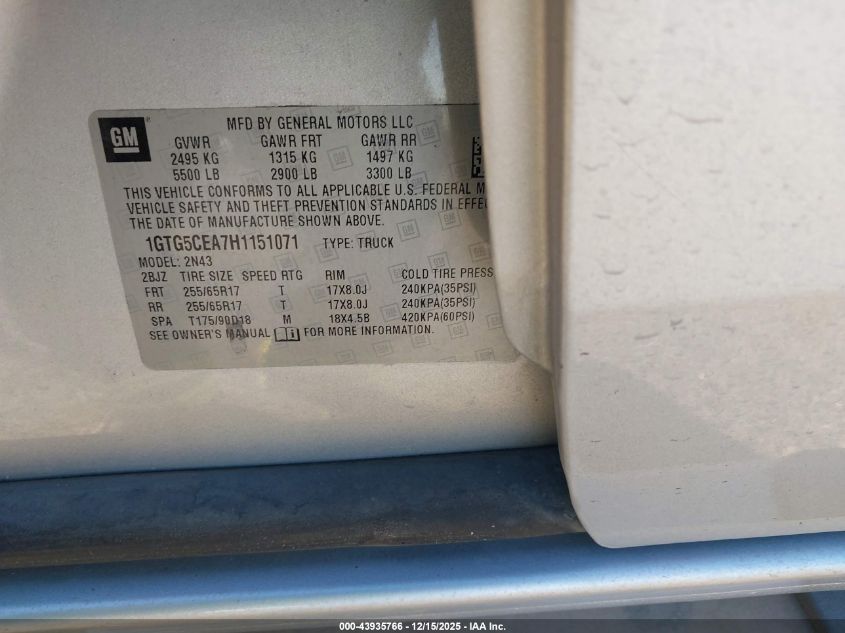 GM
MFD BY GENERAL MOTORS LLC
GVWR GAWR FRT GAWR RR
2495 KG 1315 KG 1497 KG
5500 LB 2900 LB 3300 LB
THIS VEHICLE CONFORMS TO ALL APPLICABLE U.S. FEDERAL M
VEHICLE SAFETY AND THEFT PREVENTION STANDARDS IN EFFEC
THE DATE OF MANUFACTURE SHOWN ABOVE.
1GTG5CEA7H1151071 TYPE: TRUCK
MODEL: 2N43
2BJZ TIRE SIZE SPEED RTG RIM COLD TIRE PRESS
FRT 255/65R17 T 17X8.0J 240KPA(35PSI)
RR 255/65R17 T 17X8.0J 240KPA(35PSI)
SPA T175/90D18 M 18X4.5B 420KPA(60PSI)
SEE OWNER'S MANUAL FOR MORE INFORMATION.
000-43935766 - 12/15/2025 - IAA Inc.